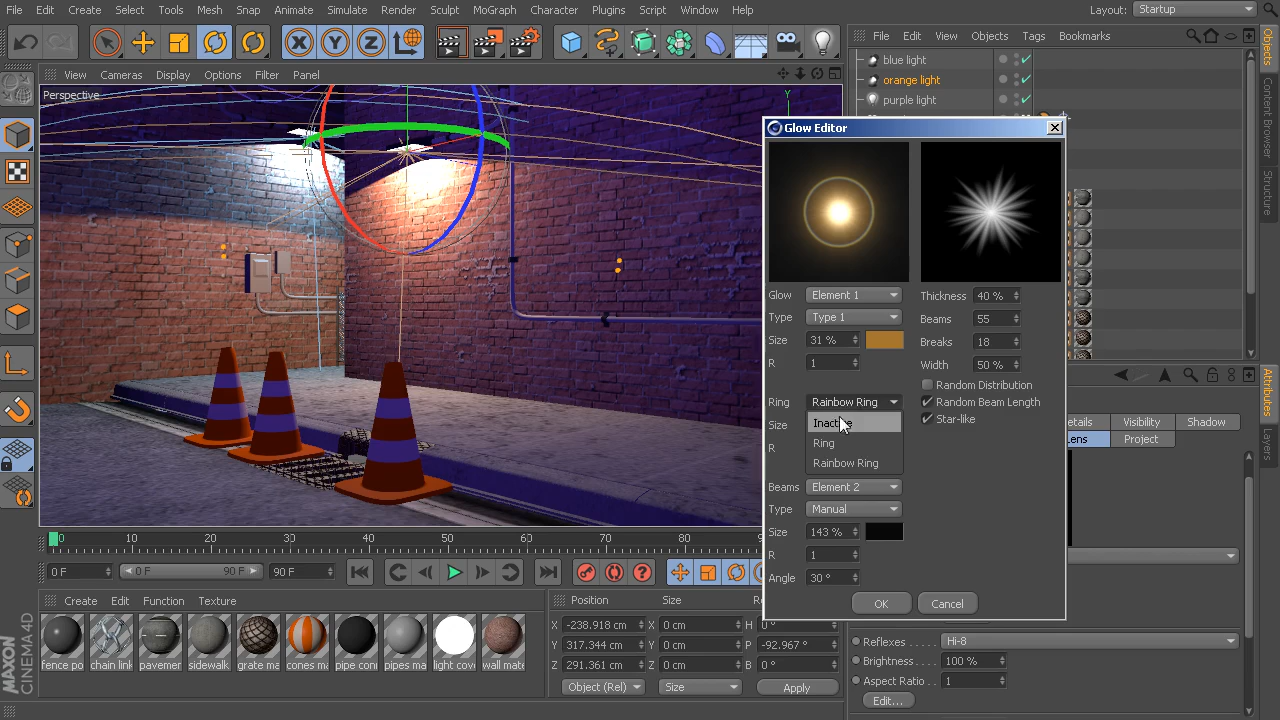 File Edit Create Select Tools Mesh Snap Animate Simulate Render Sculpt MoGraph Character Plugins Script Window Help Layout: Startup
File Edit View Objects Tags Bookmarks
View Cameras Display Options Filter Panel
Perspective
Y
blue light
orange light
purple light
Objects
Content Browser
Structure
Attributes
Layers
Glow Editor
Glow Element 1
Type Type 1
Size 31 %
R 1
Ring Rainbow Ring
Size Inactive
Ring
R Rainbow Ring
Beams Element 2
Type Manual
Size 143 %
R 1
Angle 30 °
Thickness 40 %
Beams 55
Breaks 18
Width 50 %
Random Distribution
Random Beam Length
Star-like
OK Cancel
etails Visibility Shadow
Lens Project
0 10 20 30 40 50 60 70 80
0 F 0 F 90 F 90 F
Create Edit Function Texture
fence po chain link pavemer sidewalk grate ma cones ma pipe conn pipes ma light cove wall mate
Position Size
X -238.918 cm X 0 cm H 0 °
Y 317.344 cm Y 0 cm P -92.967 °
Z 291.361 cm Z 0 cm B 0 °
Object (Rel) Size Apply
Reflexes Hi-8
Brightness 100 %
Aspect Ratio 1
Edit...
MAXON
CINEMA 4D